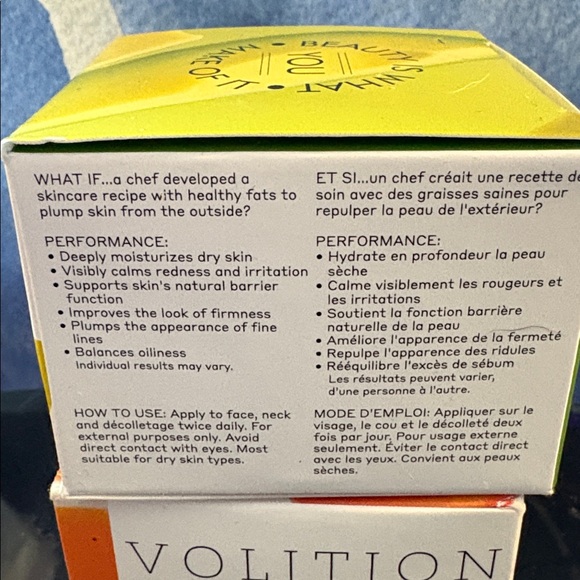 BEAUTY IS WHAT
YOU
MAKE OF IT
WHAT IF...a chef developed a
skincare recipe with healthy fats to
plump skin from the outside?
PERFORMANCE:
• Deeply moisturizes dry skin
• Visibly calms redness and irritation
• Supports skin's natural barrier
function
• Improves the look of firmness
• Plumps the appearance of fine
lines
• Balances oiliness
Individual results may vary.
HOW TO USE: Apply to face, neck
and décolletage twice daily. For
external purposes only. Avoid
direct contact with eyes. Most
suitable for dry skin types.
ET SI...un chef créait une recette de
soin avec des graisses saines pour
repulper la peau de l'extérieur?
PERFORMANCE:
• Hydrate en profondeur la peau
sèche
• Calme visiblement les rougeurs et
les irritations
• Soutient la fonction barrière
naturelle de la peau
• Améliore l'apparence de la fermeté
• Repulpe l'apparence des ridules
• Rééquilibre l'excès de sébum
Les résultats peuvent varier,
d'une personne à l'autre.
MODE D'EMPLOI: Appliquer sur le
visage, le cou et le décolleté deux
fois par jour. Pour usage externe
seulement. Éviter le contact direct
avec les yeux. Convient aux peaux
sèches.
VOLITION